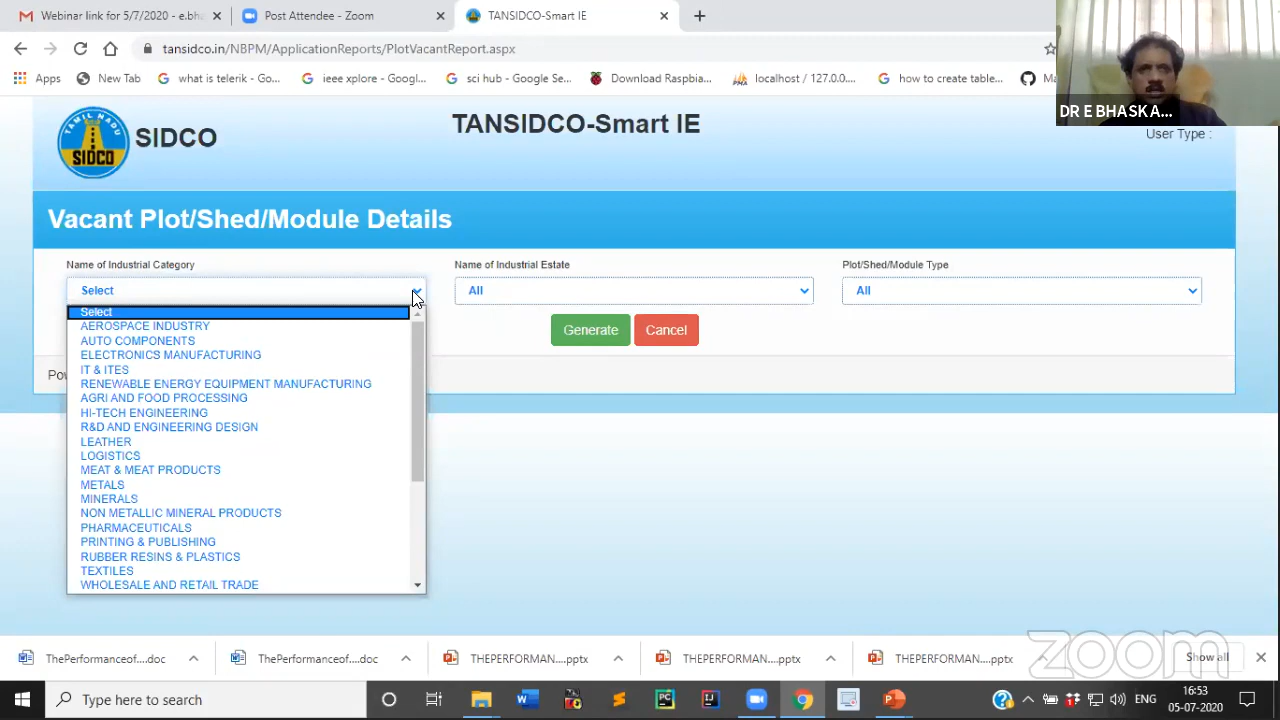 Webinar link for 5/7/2020 - e.bha
Post Attendee - Zoom
TANSIDCO-Smart IE
tansidco.in/NBPM/ApplicationReports/PlotVacantReport.aspx
Apps
New Tab
what is telerik - Go...
ieee xplore - Googl...
sci hub - Google Se...
Download Raspbia...
localhost / 127.0.0....
how to create table...
DR E BHASK A...
TAMIL NADU
SIDCO
SIDCO
TANSIDCO-Smart IE
User Type :
Vacant Plot/Shed/Module Details
Name of Industrial Category
Name of Industrial Estate
Plot/Shed/Module Type
Select
All
All
Generate
Cancel
Select
AEROSPACE INDUSTRY
AUTO COMPONENTS
ELECTRONICS MANUFACTURING
IT & ITES
RENEWABLE ENERGY EQUIPMENT MANUFACTURING
AGRI AND FOOD PROCESSING
HI-TECH ENGINEERING
R&D AND ENGINEERING DESIGN
LEATHER
LOGISTICS
MEAT & MEAT PRODUCTS
METALS
MINERALS
NON METALLIC MINERAL PRODUCTS
PHARMACEUTICALS
PRINTING & PUBLISHING
RUBBER RESINS & PLASTICS
TEXTILES
WHOLESALE AND RETAIL TRADE
ThePerformanceof....doc
ThePerformanceof....doc
THEPERFORMAN....pptx
THEPERFORMAN....pptx
THEPERFORMAN....pptx
Show all
zoom
Type here to search
ENG
16:53
05-07-2020